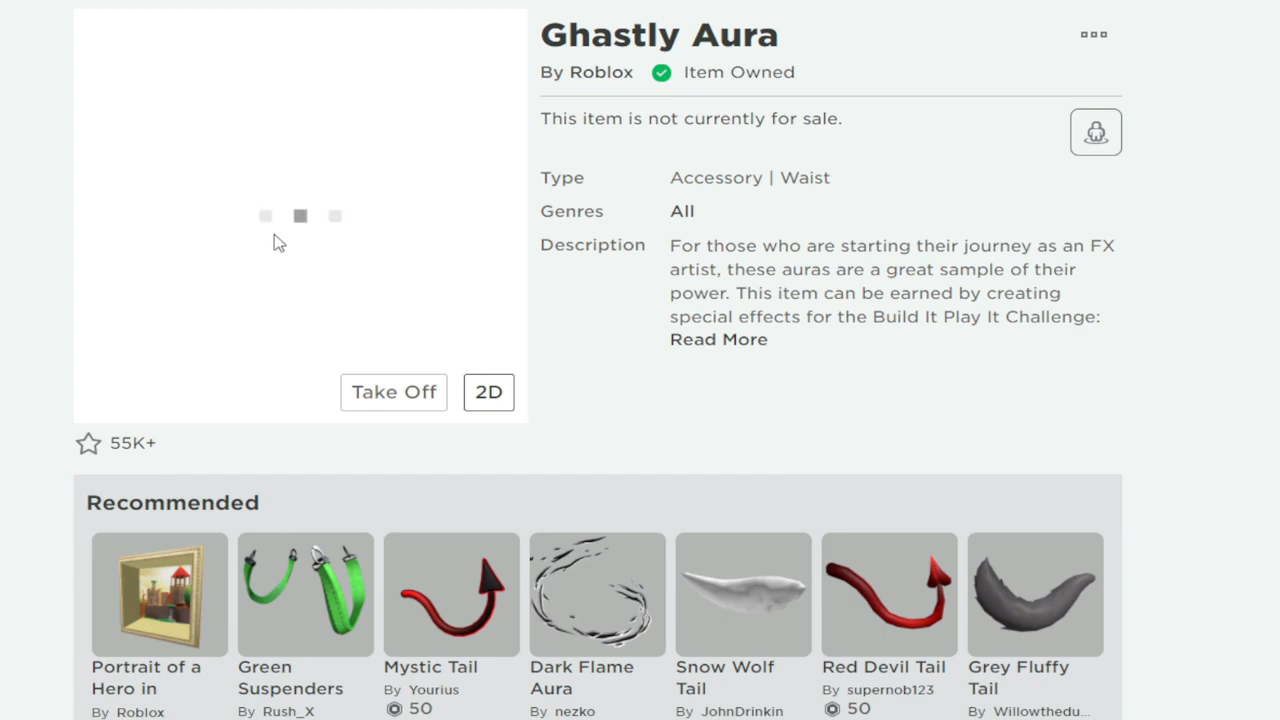 Ghastly Aura
By Roblox Item Owned
This item is not currently for sale.
Type Accessory | Waist
Genres All
Description For those who are starting their journey as an FX
artist, these auras are a great sample of their
power. This item can be earned by creating
special effects for the Build It Play It Challenge:
Read More
Take Off 2D
55K+
Recommended
Portrait of a
Hero in
By Roblox
Green
Suspenders
By Rush_X
Mystic Tail
By Yourius
50
Dark Flame
Aura
By nezko
Snow Wolf
Tail
By JohnDrinkin
Red Devil Tail
By supernob123
50
Grey Fluffy
Tail
By Willowthedu...